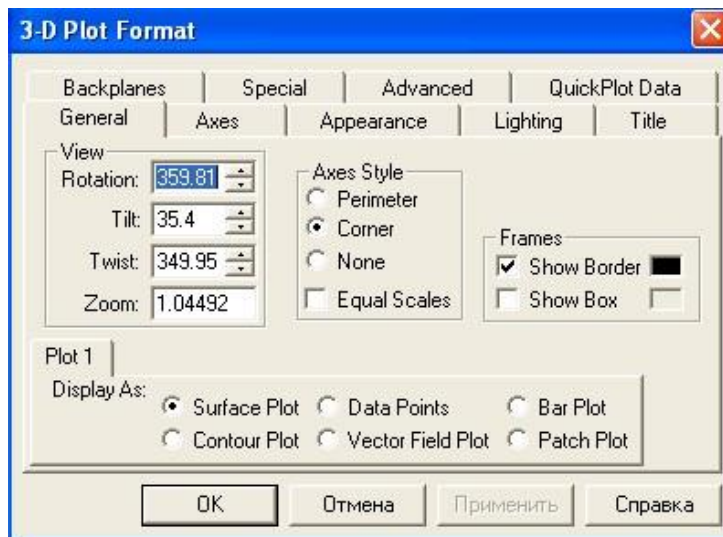 3-D Plot Format
Backplanes Special Advanced QuickPlot Data
General Axes Appearance Lighting Title
View
Rotation: 359.81
Tilt: 35.4
Twist: 349.95
Zoom: 1.04492
Axes Style
Perimeter
Corner
None
Equal Scales
Frames
Show Border
Show Box
Plot 1
Display As:
Surface Plot Data Points Bar Plot
Contour Plot Vector Field Plot Patch Plot
OK Отмена Применить Справка